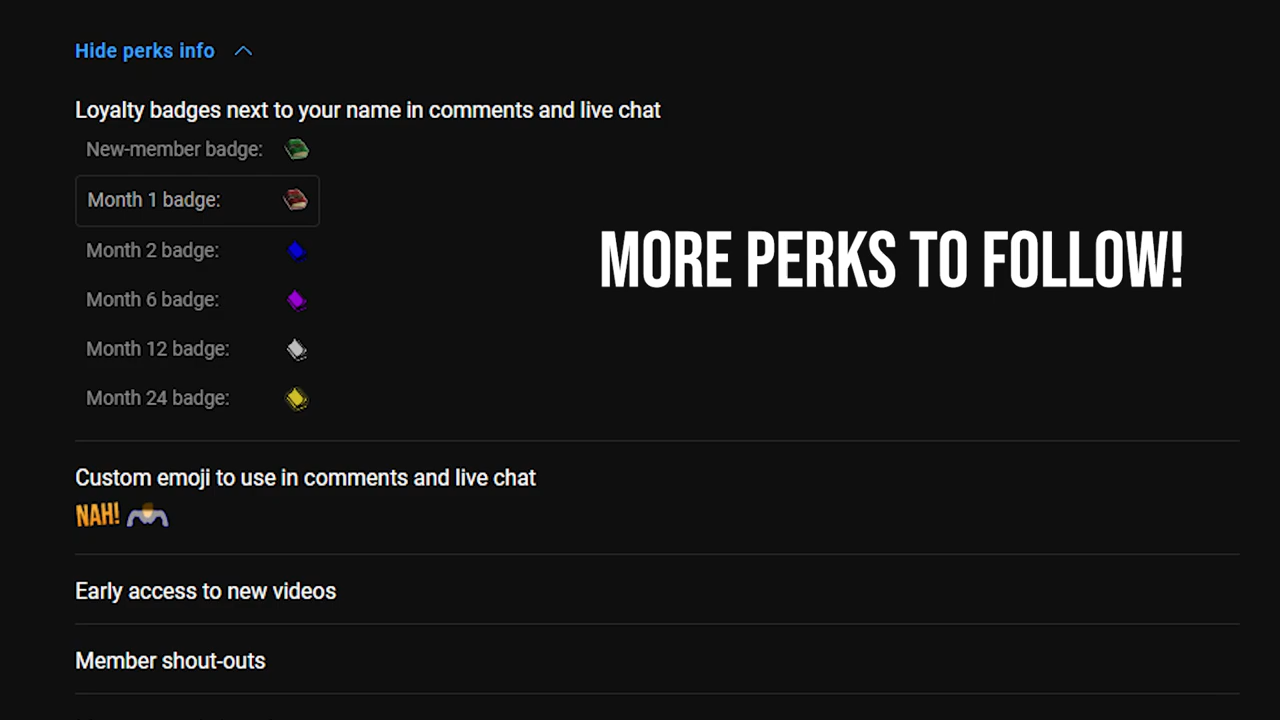 Hide perks info
Loyalty badges next to your name in comments and live chat
New-member badge:
Month 1 badge:
Month 2 badge:
Month 6 badge:
Month 12 badge:
Month 24 badge:
MORE PERKS TO FOLLOW!
Custom emoji to use in comments and live chat
NAH!
Early access to new videos
Member shout-outs